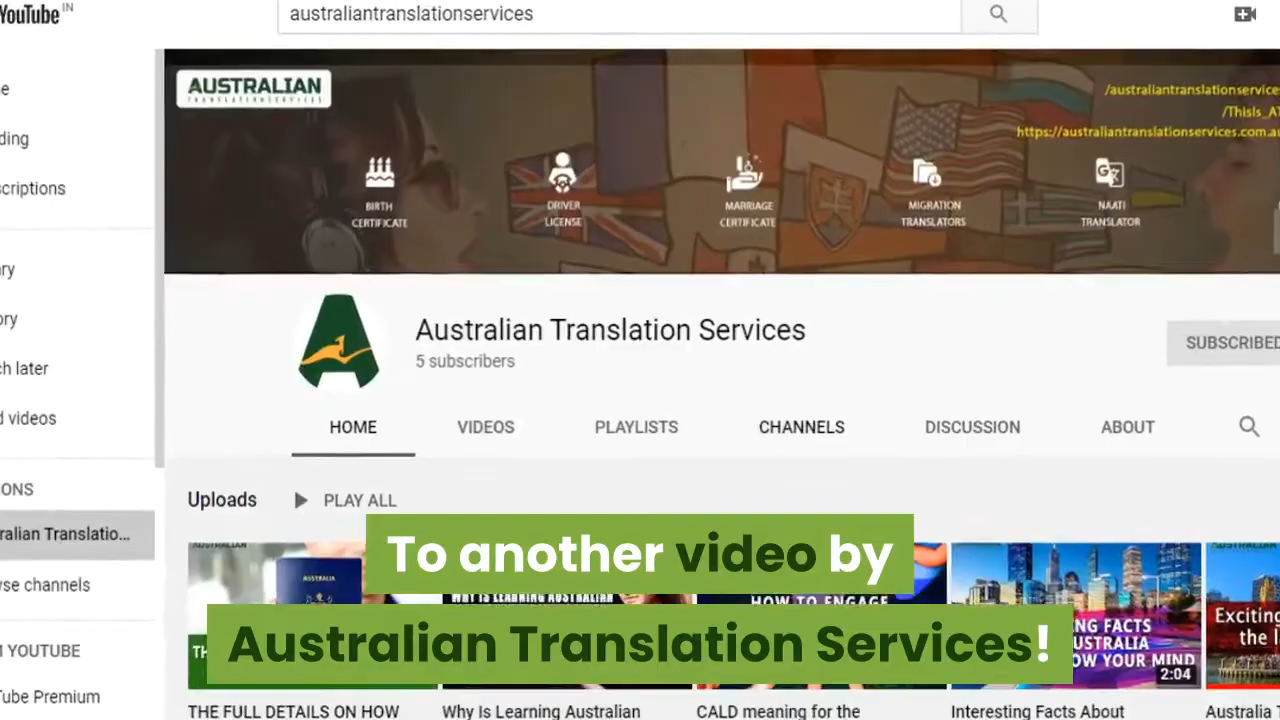 YouTube IN
australiantranslationservices
AUSTRALIAN
TRANSLATIONSERVICES
/australiantranslationservice
/ThisIs_A
https://australiantranslationservices.com.a
BIRTH
CERTIFICATE
DRIVER
LICENSE
MARRIAGE
CERTIFICATE
MIGRATION
TRANSLATORS
NAATI
TRANSLATOR
e
ding
criptions
ry
ory
ch later
d videos
ONS
ralian Translatio...
se channels
YOUTUBE
Tube Premium
Australian Translation Services
5 subscribers
SUBSCRIBED
HOME
VIDEOS
PLAYLISTS
CHANNELS
DISCUSSION
ABOUT
Uploads
PLAY ALL
AUSTRALIA
WHY IS LEARNING AUSTRALIAN
HOW TO ENGAGE
NG FACTS
USTRALIA
OW YOUR MIND
2:04
Exciting
the
TH
To another video by
Australian Translation Services!
THE FULL DETAILS ON HOW
Why Is Learning Australian
CALD meaning for the
Interesting Facts About
Australia T